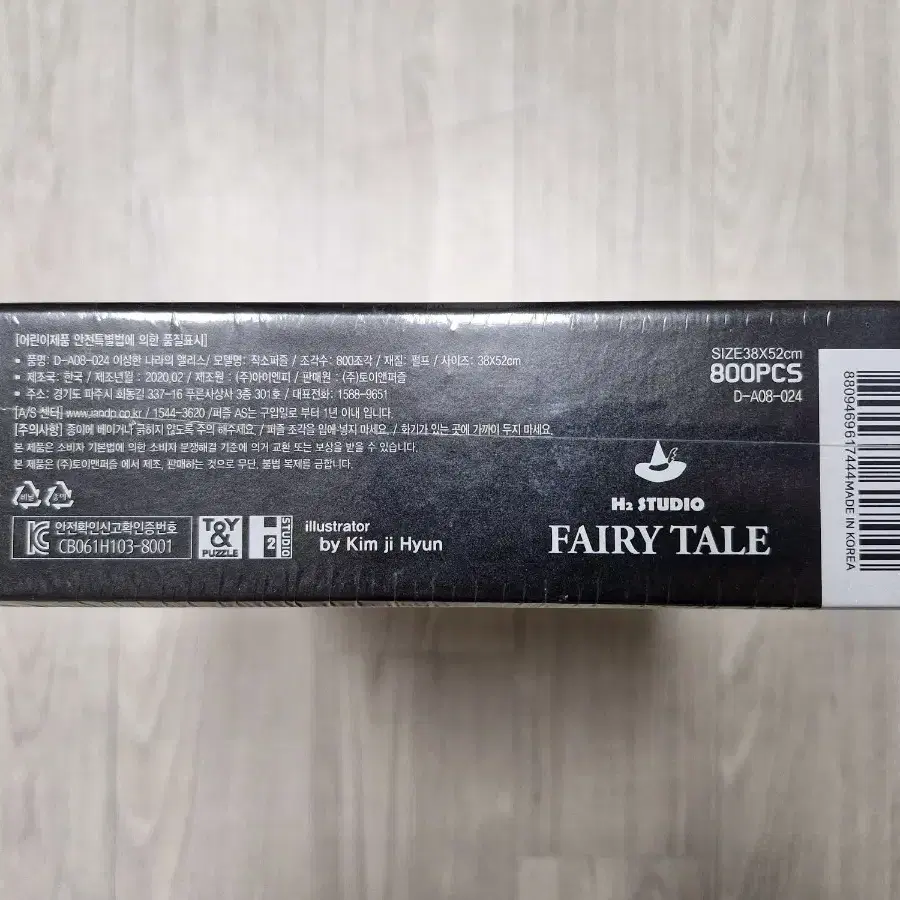 [어린이제품 안전특별법에 의한 품질표시]
• 품명: D-A08-024 이상한 나라의 앨리스/ 모델명: 직소퍼즐 / 조각수: 800조각 / 재질: 펄프 / 사이즈: 38X52cm
• 제조국: 한국 / 제조년월 : 2020.02 / 제조원 : (주)아이앤피 / 판매원 : (주)토이앤퍼즐
• 주소: 경기도 파주시 회동길 337-16 푸른사상사 3층 301호 / 대표전화: 1588-9651
[A/S 센터] www.iandp.co.kr / 1544-3620 /퍼즐 AS는 구입일로 부터 1년 이내 입니다.
[주의사항] 종이에 베이거나 긁히지 않도록 주의 해주세요 / 퍼즐 조각을 입에 넣지 마세요 / 화기가 있는 곳에 가까이 두지 마세요
본 제품은 소비자 기본법에 의한 소비자 분쟁해결 기준에 의거 교환 또는 보상을 받을 수 있습니다.
본 제품은 (주)토이앤퍼즐 에서 제조, 판매하는 것으로 무단, 불법 복제를 금합니다.
비닐 종이
안전확인신고확인증번호
CB061H103-8001
TOY
&
PUZZLE
H2
STUDIO
illustrator
by Kim ji Hyun
SIZE38X52cm
800PCS
D-A08-024
H2 STUDIO
FAIRY TALE
8809469617444
MADE IN KOREA